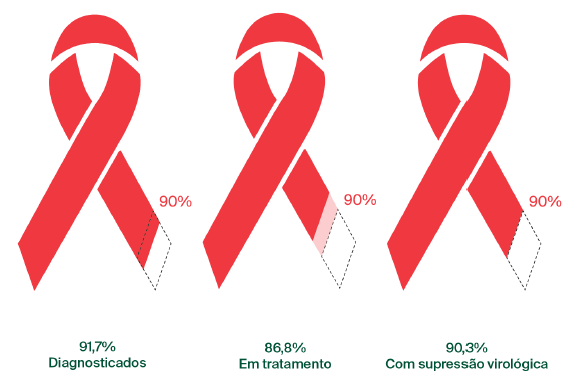 90%
90%
90%
91,7%
Diagnosticados
86,8%
Em tratamento
90,3%
Com supressão virológica